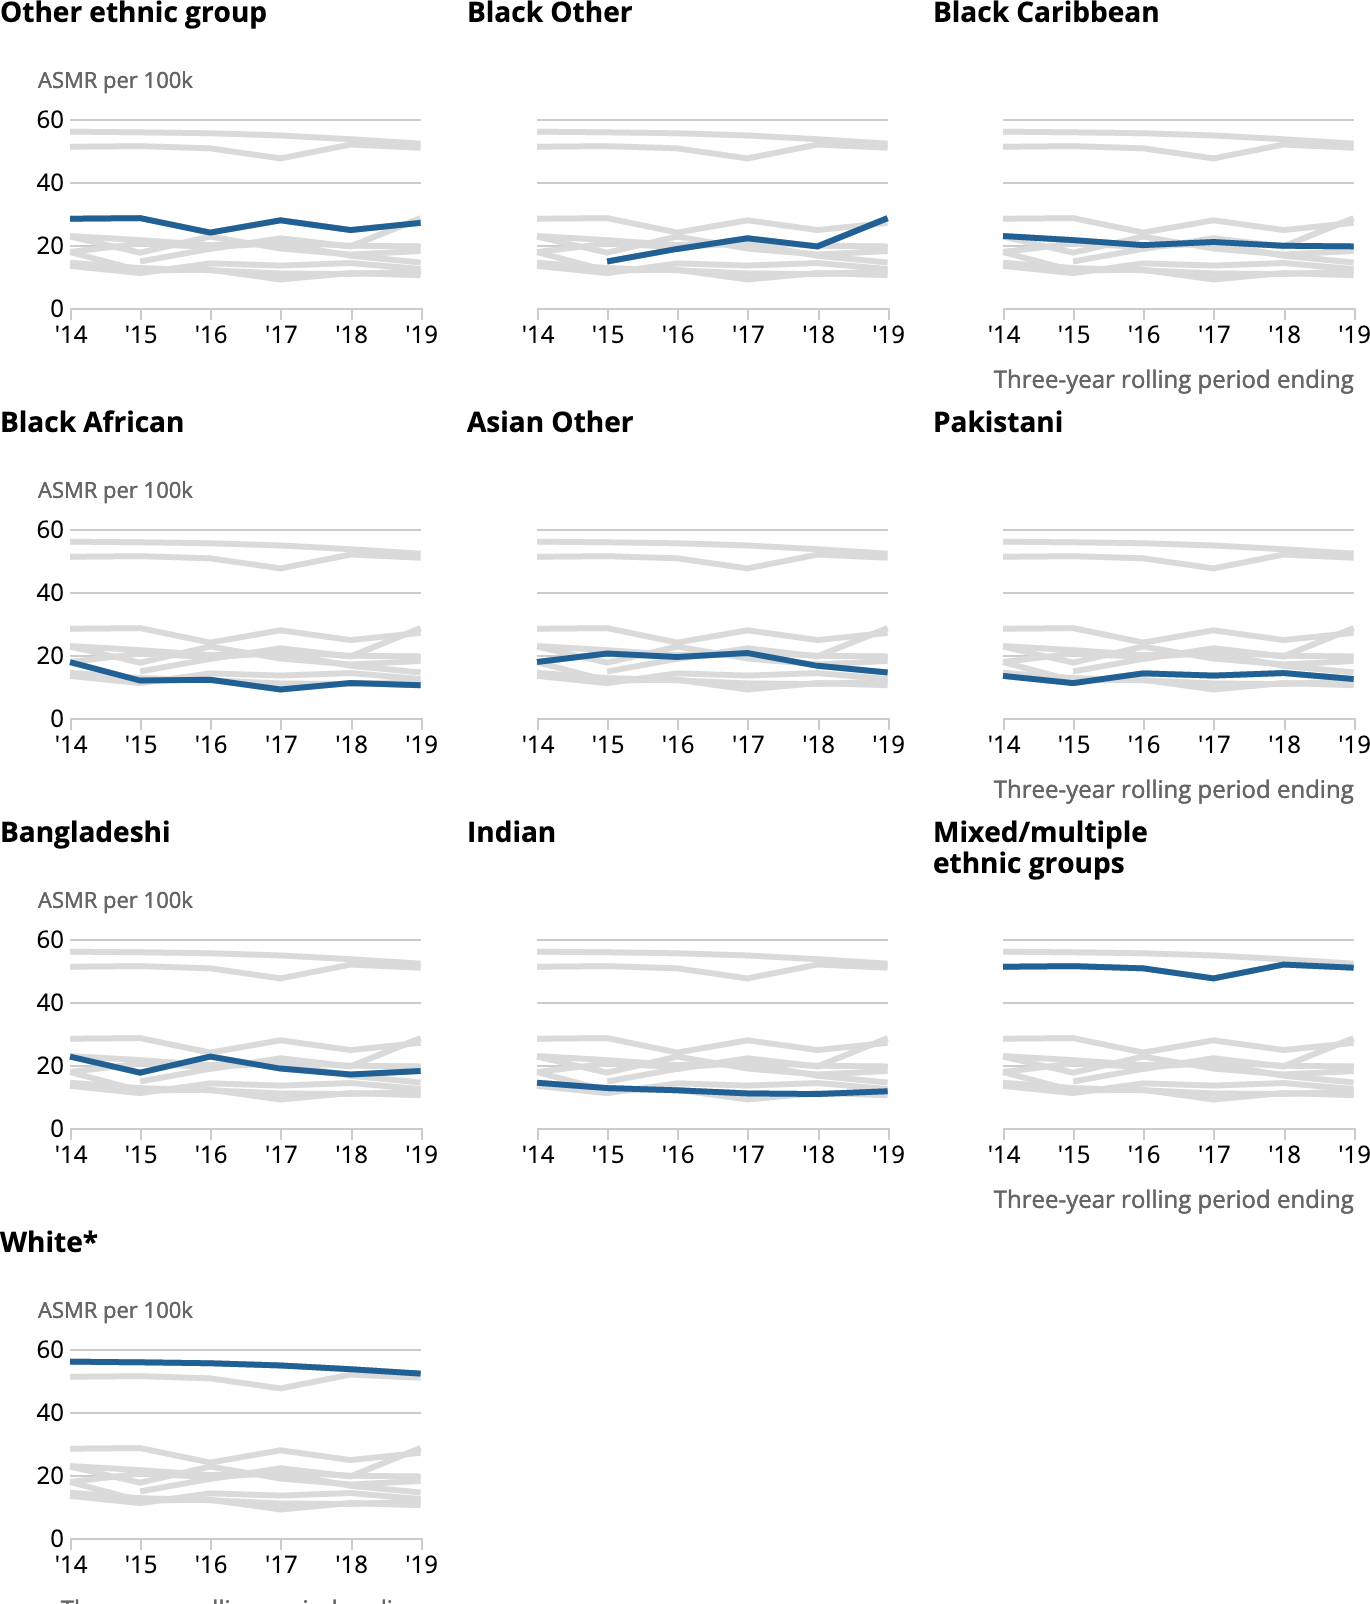 Other ethnic group
Black Other
Black Caribbean
ASMR per 100k
60
40
20
0
'14 '15 '16 '17 '18 '19
'14 '15 '16 '17 '18 '19
'14 '15 '16 '17 '18 '19
Three-year rolling period ending
Black African
Asian Other
Pakistani
ASMR per 100k
60
40
20
0
'14 '15 '16 '17 '18 '19
'14 '15 '16 '17 '18 '19
'14 '15 '16 '17 '18 '19
Three-year rolling period ending
Bangladeshi
Indian
Mixed/multiple
ethnic groups
ASMR per 100k
60
40
20
0
'14 '15 '16 '17 '18 '19
'14 '15 '16 '17 '18 '19
'14 '15 '16 '17 '18 '19
Three-year rolling period ending
White*
ASMR per 100k
60
40
20
0
'14 '15 '16 '17 '18 '19